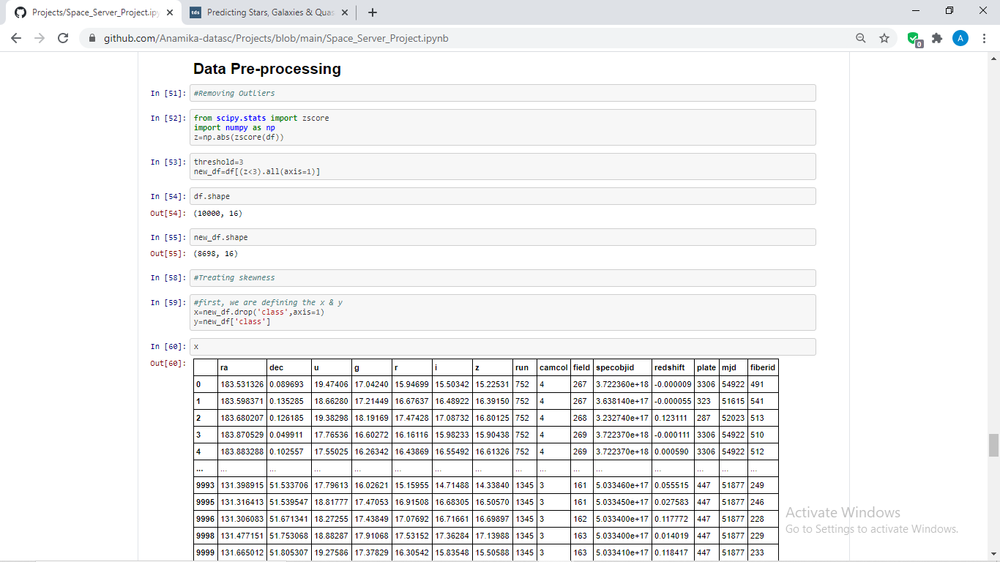 Projects/Space_Server_Project.ipy
tds Predicting Stars, Galaxies & Quas
github.com/Anamika-datasc/Projects/blob/main/Space_Server_Project.ipynb
0
A
Data Pre-processing
In [51]: #Removing Outliers
In [52]: from scipy.stats import zscore
import numpy as np
z=np.abs(zscore(df))
In [53]: threshold=3
new_df=df[(z<3).all(axis=1)]
In [54]: df.shape
Out[54]: (10000, 16)
In [55]: new_df.shape
Out[55]: (8698, 16)
In [58]: #Treating skewness
In [59]: #first, we are defining the x & y
x=new_df.drop('class',axis=1)
y=new_df['class']
In [60]: x
Out[60]:
ra dec u g r i z run camcol field specobjid redshift plate mjd fiberid
0 183.531326 0.089693 19.47406 17.04240 15.94699 15.50342 15.22531 752 4 267 3.722360e+18 -0.000009 3306 54922 491
1 183.598371 0.135285 18.66280 17.21449 16.67637 16.48922 16.39150 752 4 267 3.638140e+17 -0.000055 323 51615 541
2 183.680207 0.126185 19.38298 18.19169 17.47428 17.08732 16.80125 752 4 268 3.232740e+17 0.123111 287 52023 513
3 183.870529 0.049911 17.76536 16.60272 16.16116 15.98233 15.90438 752 4 269 3.722370e+18 -0.000111 3306 54922 510
4 183.883288 0.102557 17.55025 16.26342 16.43869 16.55492 16.61326 752 4 269 3.722370e+18 0.000590 3306 54922 512
... ... ... ... ... ... ... ... ... ... ... ... ... ... ... ...
9993 131.398915 51.533706 17.79613 16.02621 15.15955 14.71488 14.33840 1345 3 161 5.033460e+17 0.055515 447 51877 249
9995 131.316413 51.539547 18.81777 17.47053 16.91508 16.68305 16.50570 1345 3 161 5.033450e+17 0.027583 447 51877 246
9996 131.306083 51.671341 18.27255 17.43849 17.07692 16.71661 16.69897 1345 3 162 5.033400e+17 0.117772 447 51877 228
9998 131.477151 51.753068 18.88287 17.91068 17.53152 17.36284 17.13988 1345 3 163 5.033400e+17 0.014019 447 51877 229
9999 131.665012 51.805307 19.27586 17.37829 16.30542 15.83548 15.50588 1345 3 163 5.033410e+17 0.118417 447 51877 233
Activate Windows
Go to Settings to activate Windows.